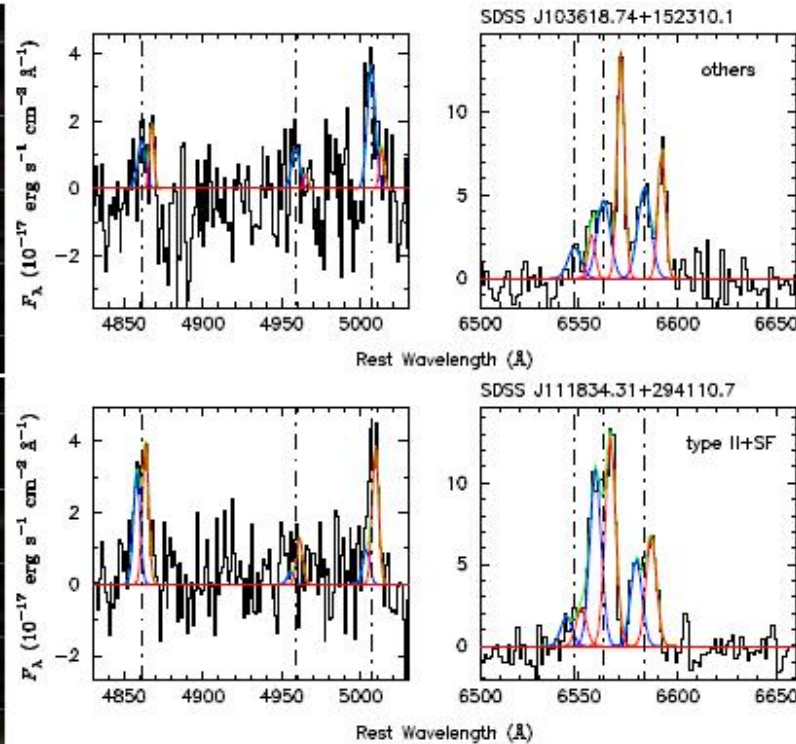 SDSS J103618.74+152310.1
others
F_λ (10⁻¹⁷ erg s⁻¹ cm⁻² Å⁻¹)
4
2
0
−2
10
5
0
4850 4900 4950 5000
6500 6550 6600 6650
Rest Wavelength (Å)
Rest Wavelength (Å)
SDSS J111834.31+294110.7
type II+SF
F_λ (10⁻¹⁷ erg s⁻¹ cm⁻² Å⁻¹)
4
2
0
−2
10
5
0
4850 4900 4950 5000
6500 6550 6600 6650
Rest Wavelength (Å)
Rest Wavelength (Å)